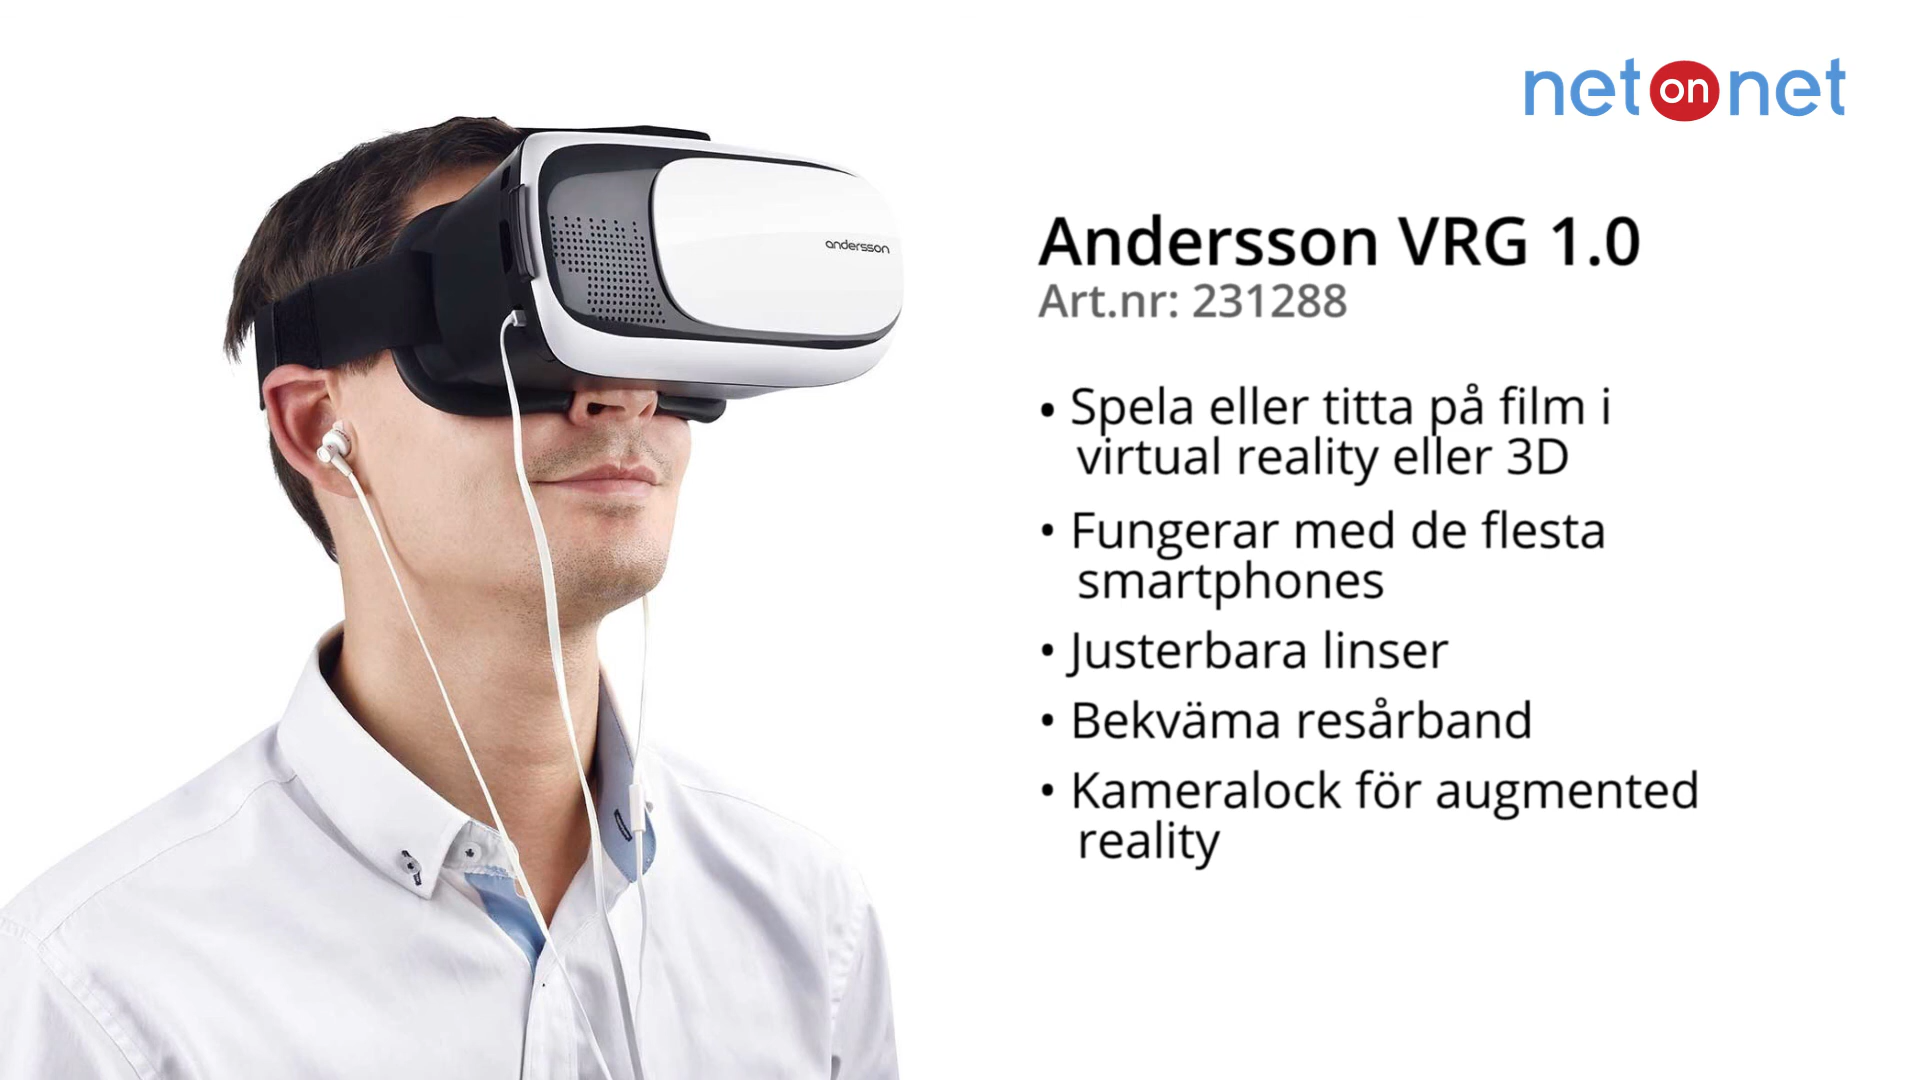 netonnet
andersson
Andersson VRG 1.0
Art.nr: 231288
• Spela eller titta på film i
virtual reality eller 3D
• Fungerar med de flesta
smartphones
• Justerbara linser
• Bekväma resårband
• Kameralock för augmented
reality